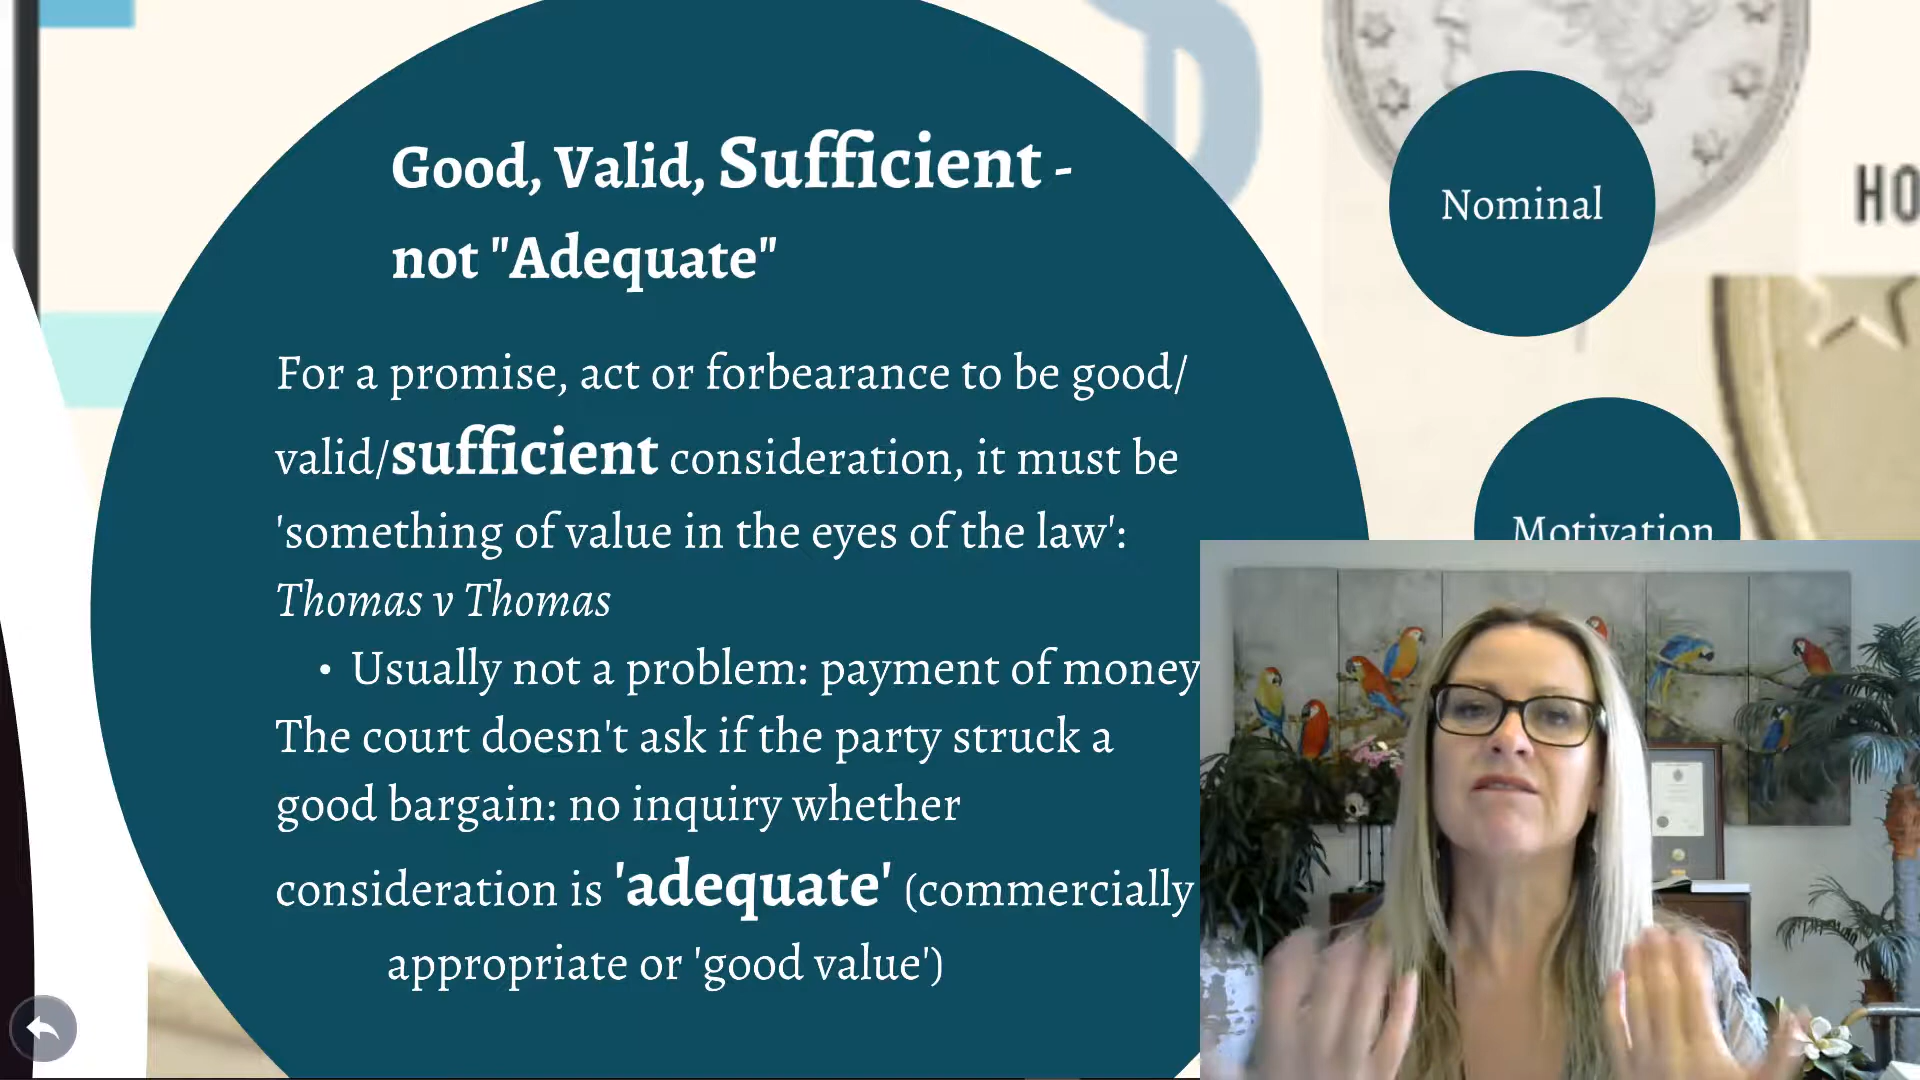 Good, Valid, Sufficient -
not "Adequate"
For a promise, act or forbearance to be good/
valid/sufficient consideration, it must be
'something of value in the eyes of the law':
Thomas v Thomas
• Usually not a problem: payment of money
The court doesn't ask if the party struck a
good bargain: no inquiry whether
consideration is 'adequate' (commercially
appropriate or 'good value')
Nominal
Motivation
HO